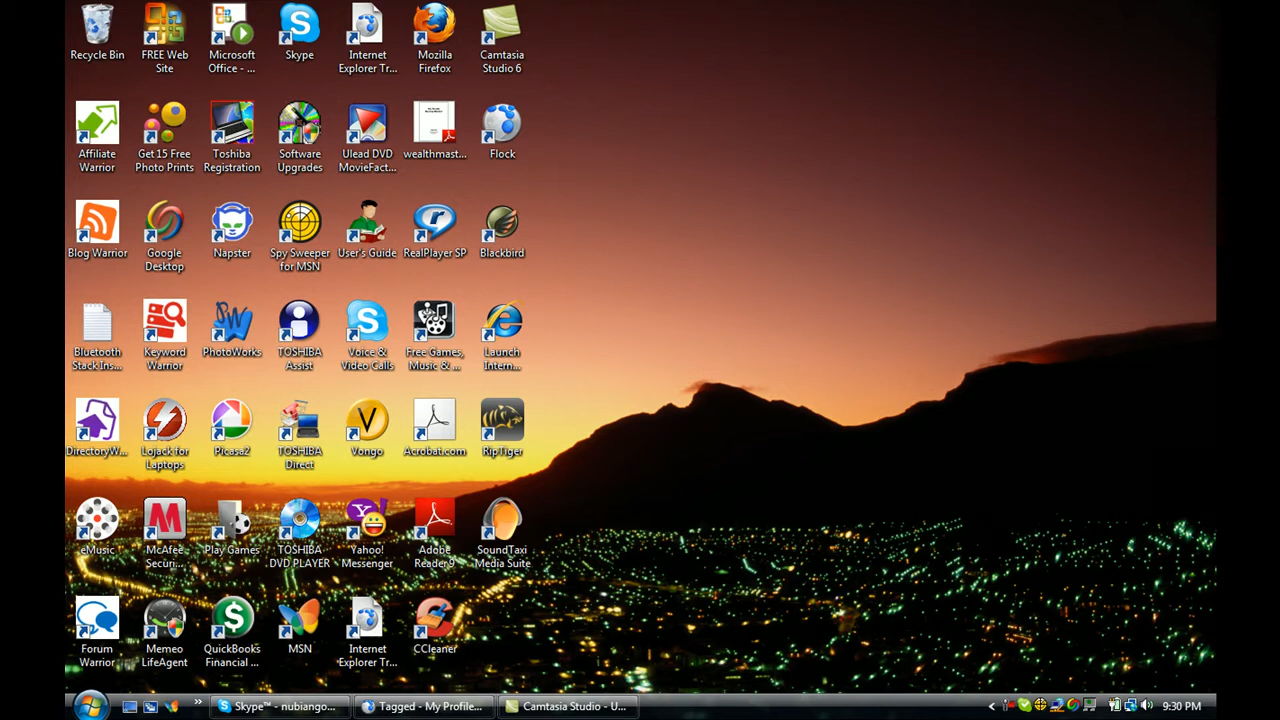 Recycle Bin
FREE Web
Site
Microsoft
Office - ...
Skype
Internet
Explorer Tr...
Mozilla
Firefox
Camtasia
Studio 6
Affiliate
Warrior
Get 15 Free
Photo Prints
Toshiba
Registration
Software
Upgrades
Ulead DVD
MovieFact...
wealthmast...
Flock
Blog Warrior
Google
Desktop
Napster
Spy Sweeper
for MSN
User's Guide
RealPlayer SP
Blackbird
Bluetooth
Stack Ins...
Keyword
Warrior
PhotoWorks
TOSHIBA
Assist
Voice &
Video Calls
Free Games,
Music & ...
Launch
Intern...
DirectoryW...
Lojack for
Laptops
Picasa2
TOSHIBA
Direct
Vongo
Acrobat.com
RipTiger
eMusic
McAfee
Securi...
Play Games
TOSHIBA
DVD PLAYER
Yahoo!
Messenger
Adobe
Reader 9
SoundTaxi
Media Suite
Forum
Warrior
Memeo
LifeAgent
QuickBooks
Financial ...
MSN
Internet
Explorer Tr...
CCleaner
Skype™ - nubiango...
Tagged - My Profile...
Camtasia Studio - U...
9:30 PM